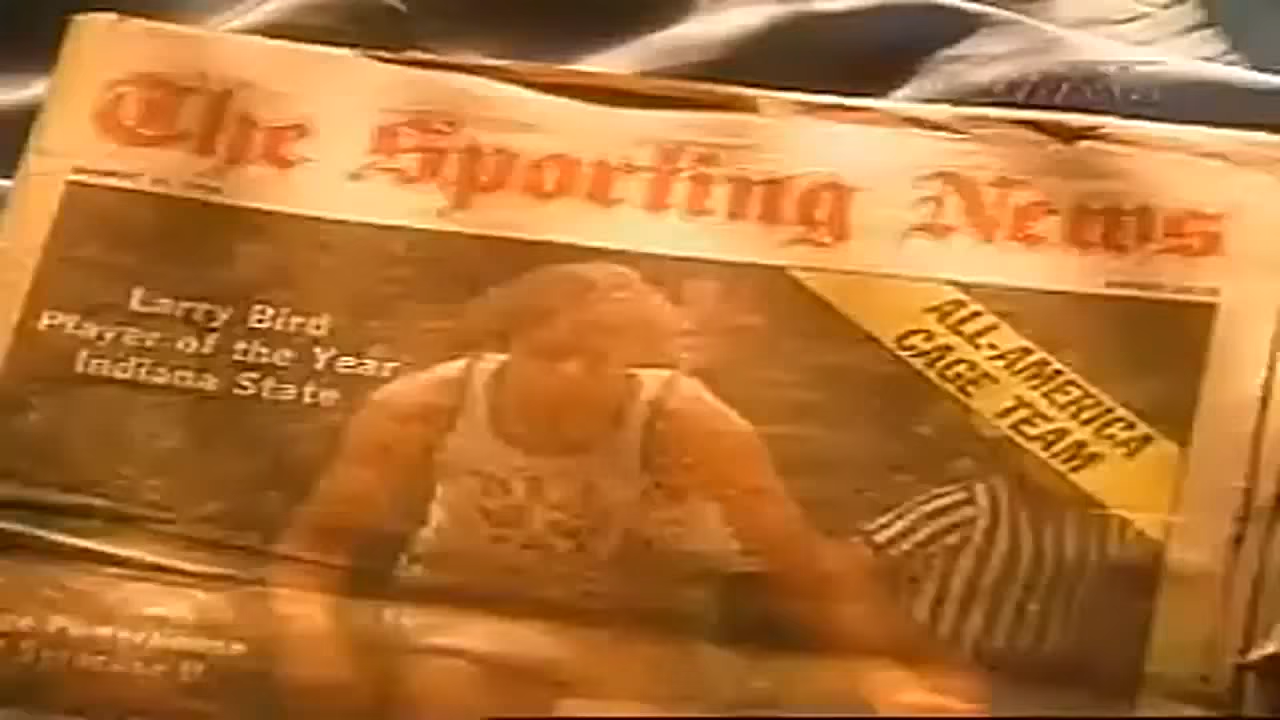 The Sporting News
Larry Bird
Player of the Year
Indiana State
ALL-AMERICA
CAGE TEAM